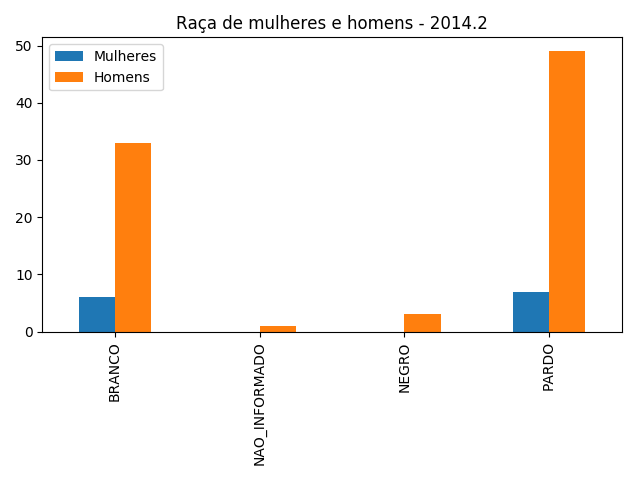 Raça de mulheres e homens - 2014.2
Mulheres
Homens
50
40
30
20
10
0
BRANCO
NAO_INFORMADO
NEGRO
PARDO